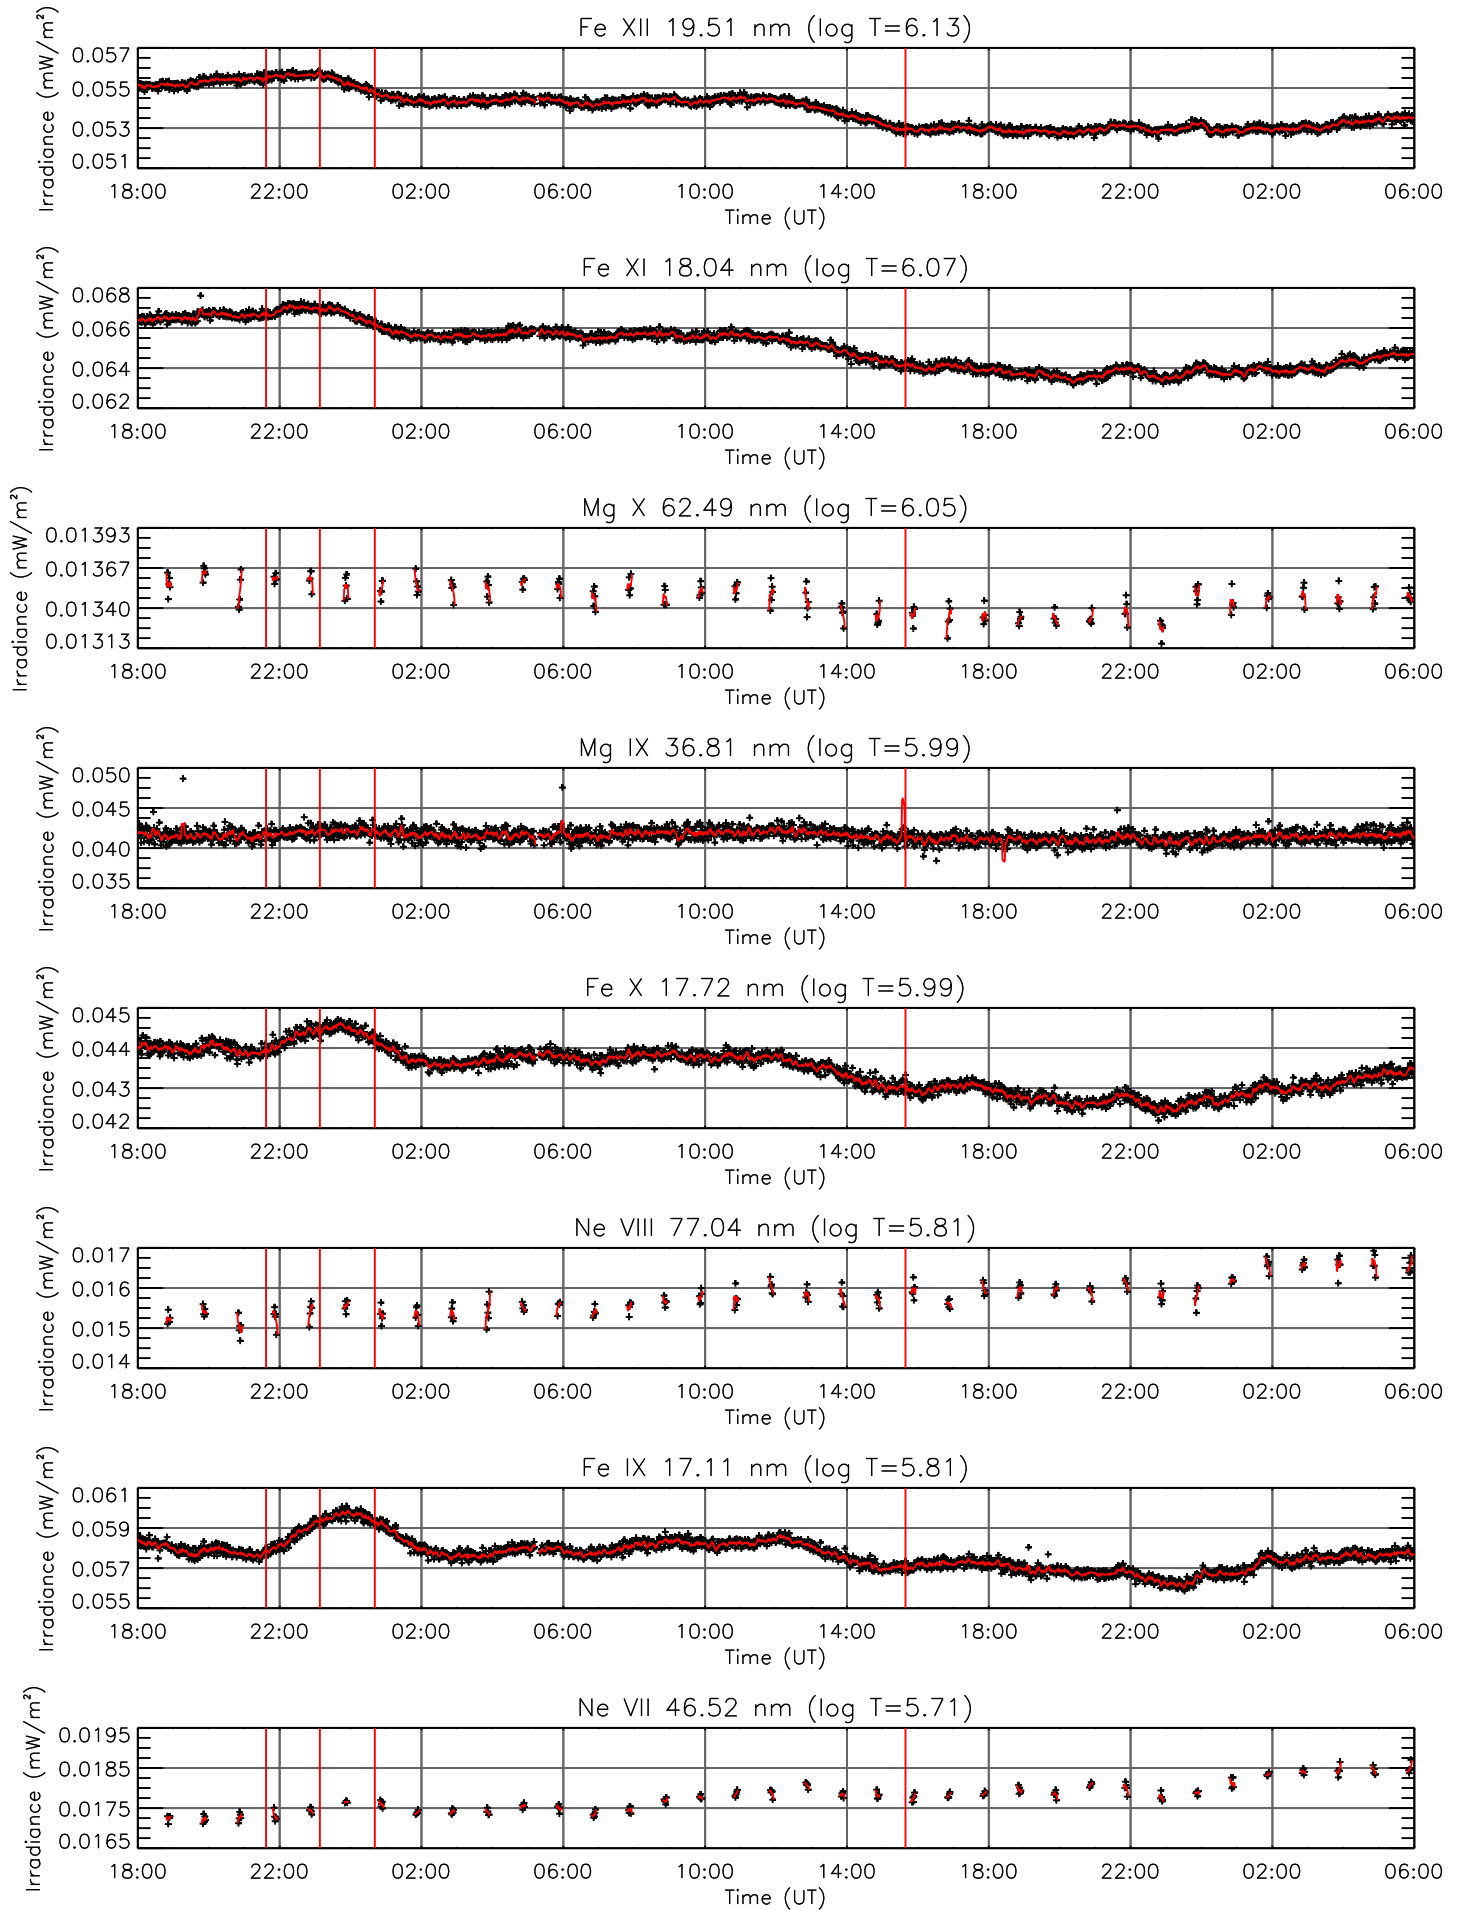 Fe XII 19.51 nm (log T=6.13)
Irradiance (mW/m²)
0.057
0.055
0.053
0.051
18:00 22:00 02:00 06:00 10:00 14:00 18:00 22:00 02:00 06:00
Time (UT)
Fe XI 18.04 nm (log T=6.07)
Irradiance (mW/m²)
0.068
0.066
0.064
0.062
18:00 22:00 02:00 06:00 10:00 14:00 18:00 22:00 02:00 06:00
Time (UT)
Mg X 62.49 nm (log T=6.05)
Irradiance (mW/m²)
0.01393
0.01367
0.01340
0.01313
18:00 22:00 02:00 06:00 10:00 14:00 18:00 22:00 02:00 06:00
Time (UT)
Mg IX 36.81 nm (log T=5.99)
Irradiance (mW/m²)
0.050
0.045
0.040
0.035
18:00 22:00 02:00 06:00 10:00 14:00 18:00 22:00 02:00 06:00
Time (UT)
Fe X 17.72 nm (log T=5.99)
Irradiance (mW/m²)
0.045
0.044
0.043
0.042
18:00 22:00 02:00 06:00 10:00 14:00 18:00 22:00 02:00 06:00
Time (UT)
Ne VIII 77.04 nm (log T=5.81)
Irradiance (mW/m²)
0.017
0.016
0.015
0.014
18:00 22:00 02:00 06:00 10:00 14:00 18:00 22:00 02:00 06:00
Time (UT)
Fe IX 17.11 nm (log T=5.81)
Irradiance (mW/m²)
0.061
0.059
0.057
0.055
18:00 22:00 02:00 06:00 10:00 14:00 18:00 22:00 02:00 06:00
Time (UT)
Ne VII 46.52 nm (log T=5.71)
Irradiance (mW/m²)
0.0195
0.0185
0.0175
0.0165
18:00 22:00 02:00 06:00 10:00 14:00 18:00 22:00 02:00 06:00
Time (UT)